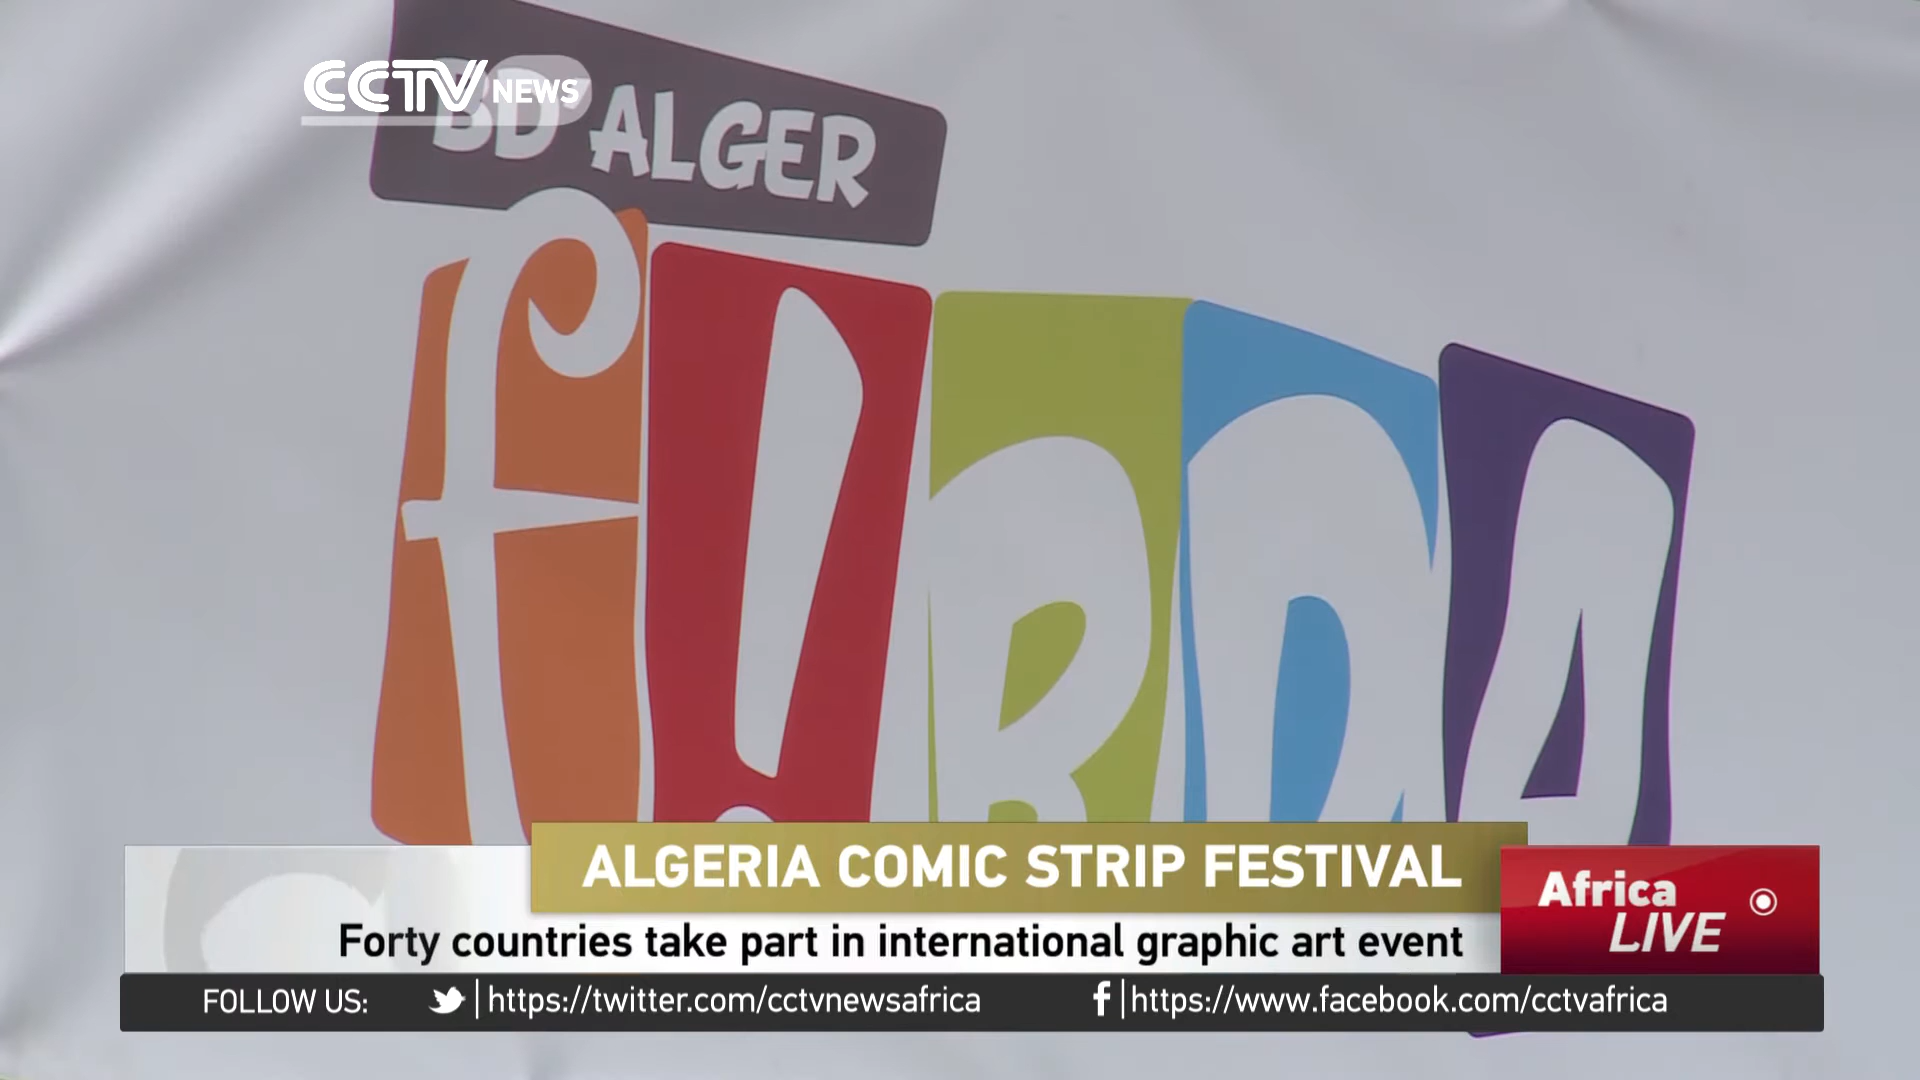 CCTV NEWS
BD ALGER
f!BDA
ALGERIA COMIC STRIP FESTIVAL
Forty countries take part in international graphic art event
Africa
LIVE
FOLLOW US: | https://twitter.com/cctvnewsafrica f | https://www.facebook.com/cctvafrica